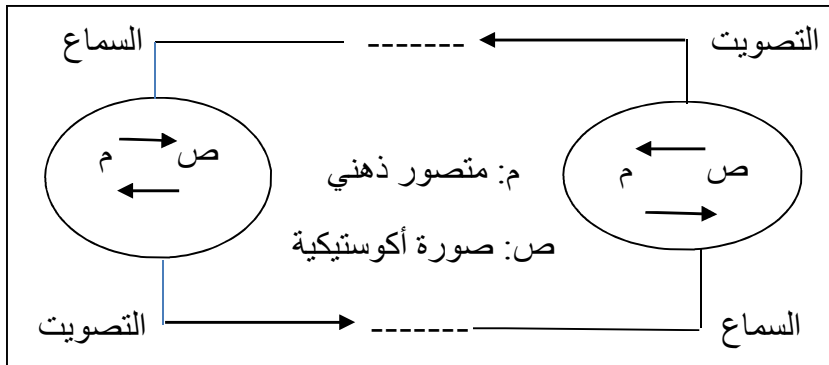 التصويت
السماع
ص م
ص م
م: متصور ذهني
ص: صورة أكوستيكية
السماع
التصويت